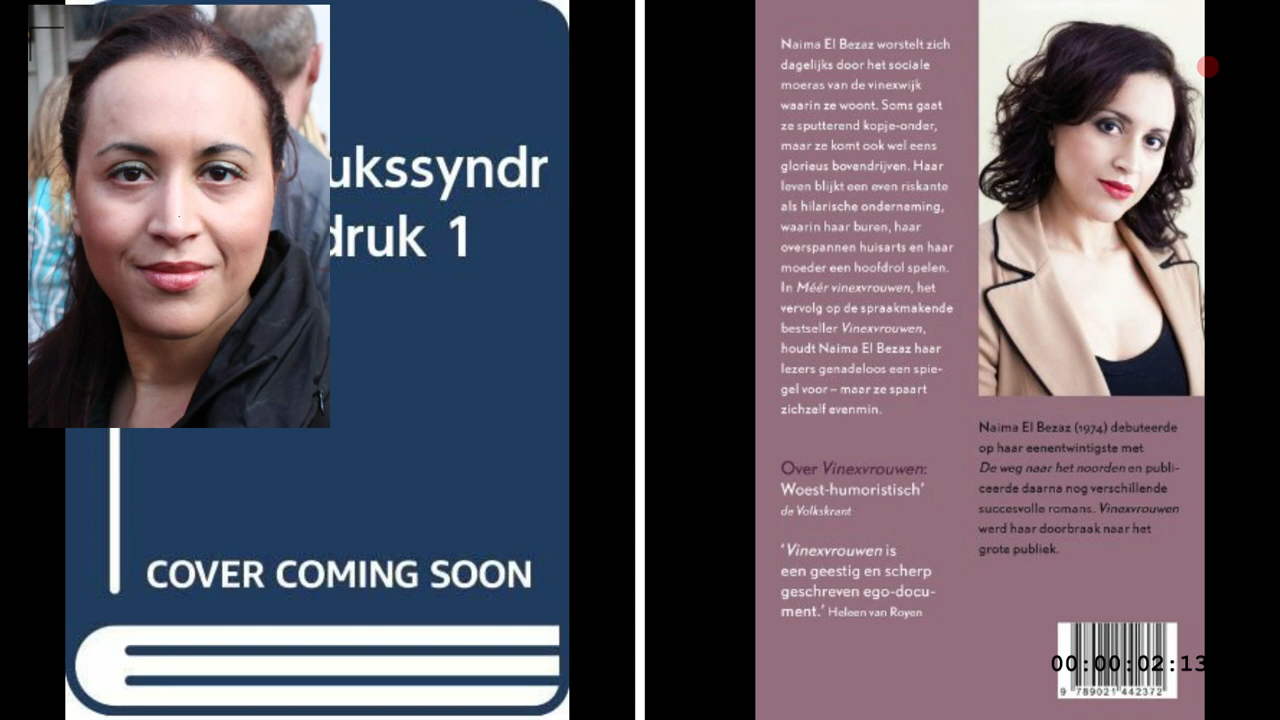 ukssyndr
druk 1
COVER COMING SOON
Naima El Bezaz worstelt zich
dagelijks door het sociale
moeras van de vinexwijk
waarin ze woont. Soms gaat
ze sputterend kopje-onder,
maar ze komt ook wel eens
glorieus bovendrijven. Haar
leven blijkt een even riskante
als hilarische onderneming,
waarin haar buren, haar
overspannen huisarts en haar
moeder een hoofdrol spelen.
In Méér vinexvrouwen, het
vervolg op de spraakmakende
bestseller Vinexvrouwen,
houdt Naima El Bezaz haar
lezers genadeloos een spie-
gel voor – maar ze spaart
zichzelf evenmin.
Over Vinexvrouwen:
Woest-humoristisch’
de Volkskrant
‘Vinexvrouwen is
een geestig en scherp
geschreven ego-docu-
ment.’ Heleen van Royen
Naima El Bezaz (1974) debuteerde
op haar eenentwintigste met
De weg naar het noorden en publi-
ceerde daarna nog verschillende
succesvolle romans. Vinexvrouwen
werd haar doorbraak naar het
grote publiek.
00:00:02:13
9 789021 442372